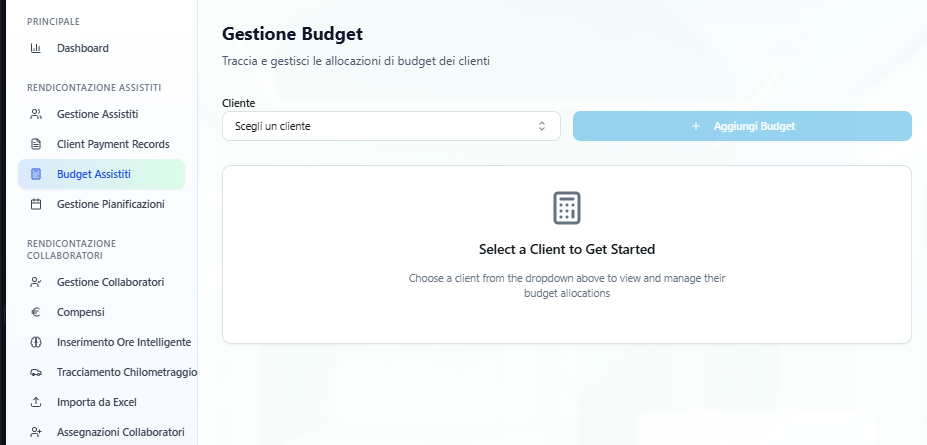 PRINCIPALE
Dashboard
RENDICONTAZIONE ASSISTITI
Gestione Assistiti
Client Payment Records
Budget Assistiti
Gestione Pianificazioni
RENDICONTAZIONE
COLLABORATORI
Gestione Collaboratori
Compensi
Inserimento Ore Intelligente
Tracciamento Chilometraggio
Importa da Excel
Assegnazioni Collaboratori
Gestione Budget
Traccia e gestisci le allocazioni di budget dei clienti
Cliente
Scegli un cliente
Aggiungi Budget
Select a Client to Get Started
Choose a client from the dropdown above to view and manage their
budget allocations